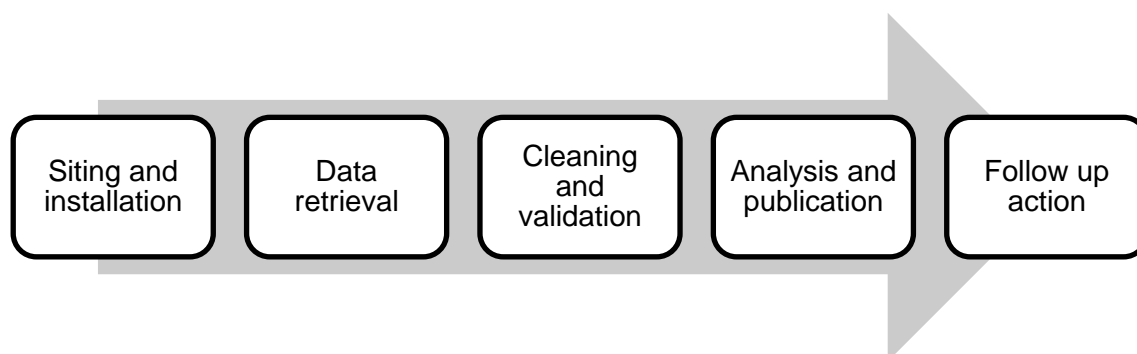 Siting and
installation
Data
retrieval
Cleaning
and
validation
Analysis and
publication
Follow up
action